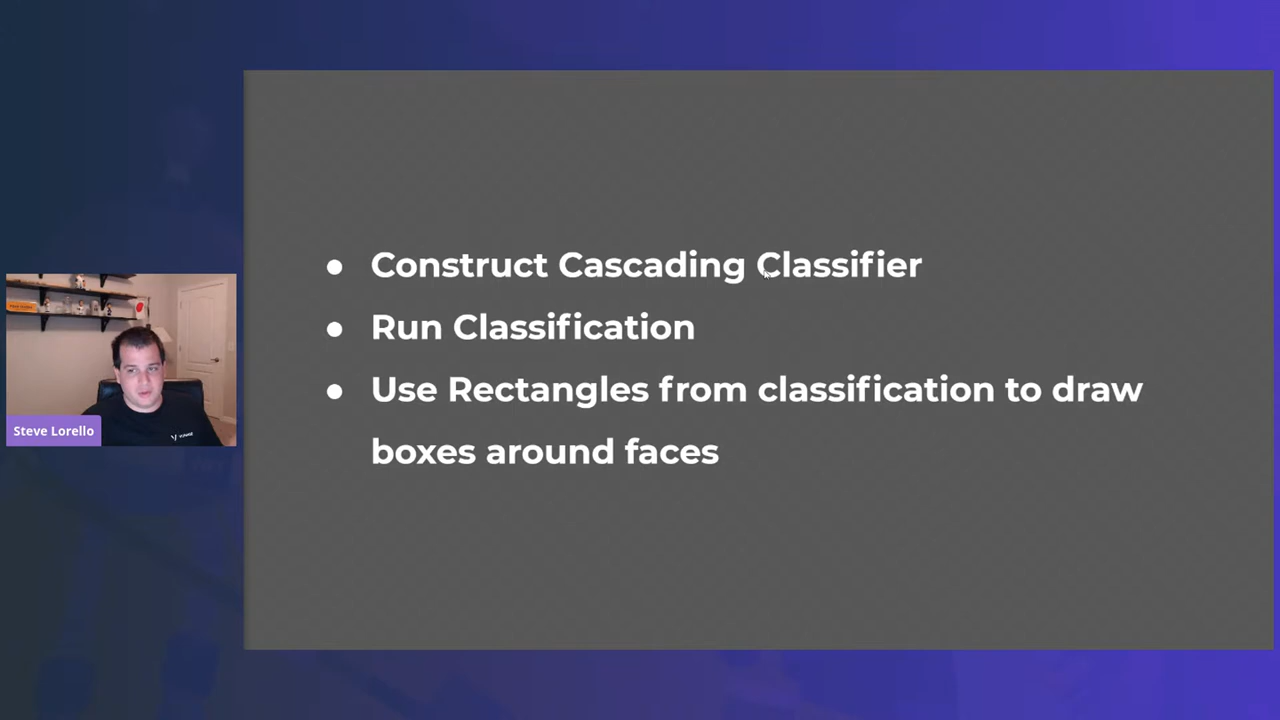 ● Construct Cascading Classifier
● Run Classification
● Use Rectangles from classification to draw
boxes around faces
Steve Lorello